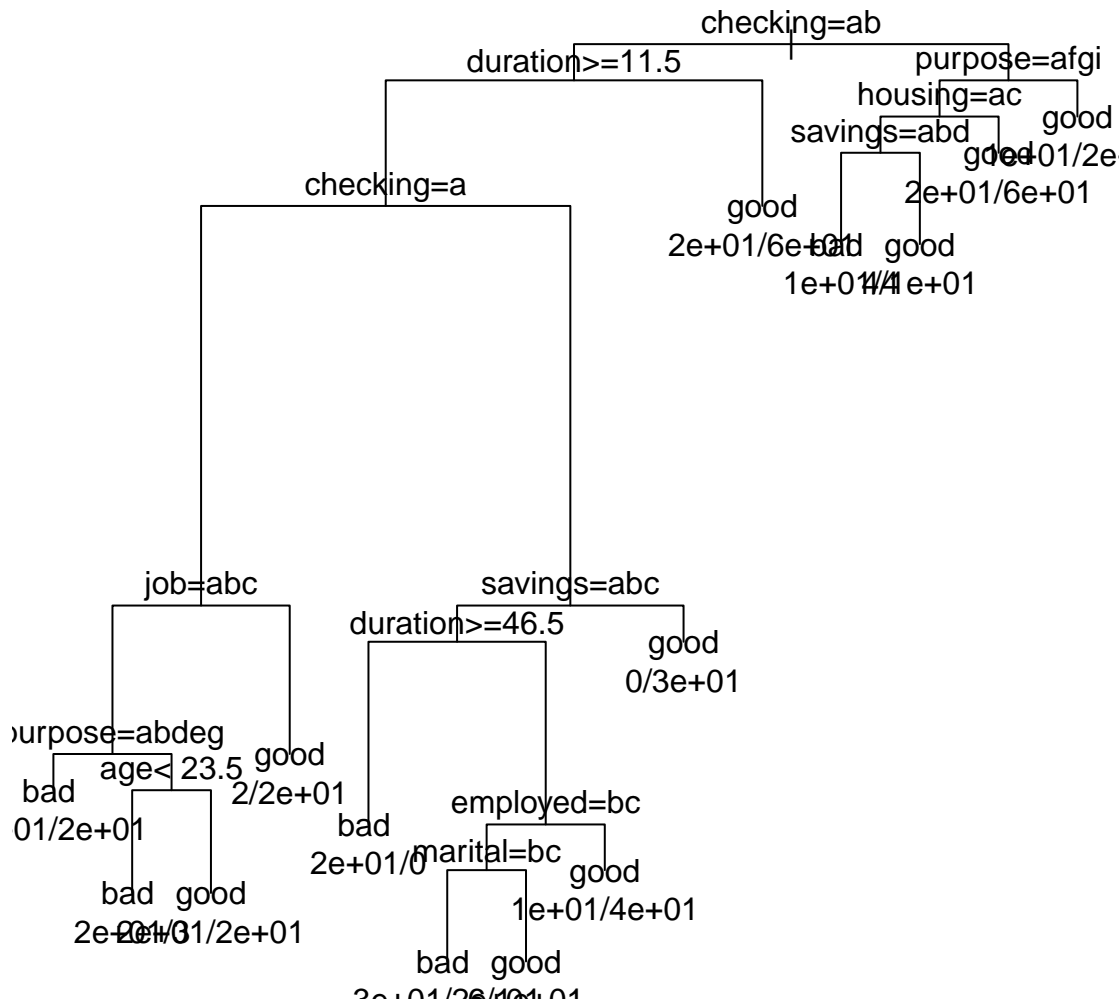 checking=ab
duration>=11.5
purpose=afgi
housing=ac
good
savings=abd
good
2e+01/6e+01
checking=a
good
2e+01/6e+01
bad
good
job=abc
savings=abc
duration>=46.5
good
0/3e+01
age< 23.5
good
2/2e+01
bad
employed=bc
bad
2e+01/0
marital=bc
good
1e+01/4e+01
bad
good
bad
good